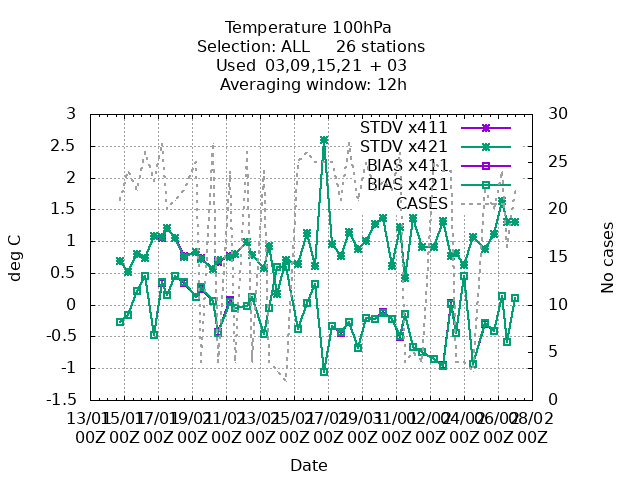 Temperature 100hPa
Selection: ALL 26 stations
Used 03,09,15,21 + 03
Averaging window: 12h
3
2.5
2
1.5
1
0.5
0
-0.5
-1
-1.5
deg C
30
25
20
15
10
5
0
No cases
STDV x411
STDV x421
BIAS x411
BIAS x421
CASES
13/01 15/01 17/01 19/01 21/01 23/01 25/01 27/01 29/01 31/01 02/02 24/02 26/02 28/02
00Z 00Z 00Z 00Z 00Z 00Z 00Z 00Z 00Z 00Z 00Z 00Z 00Z 00Z
Date